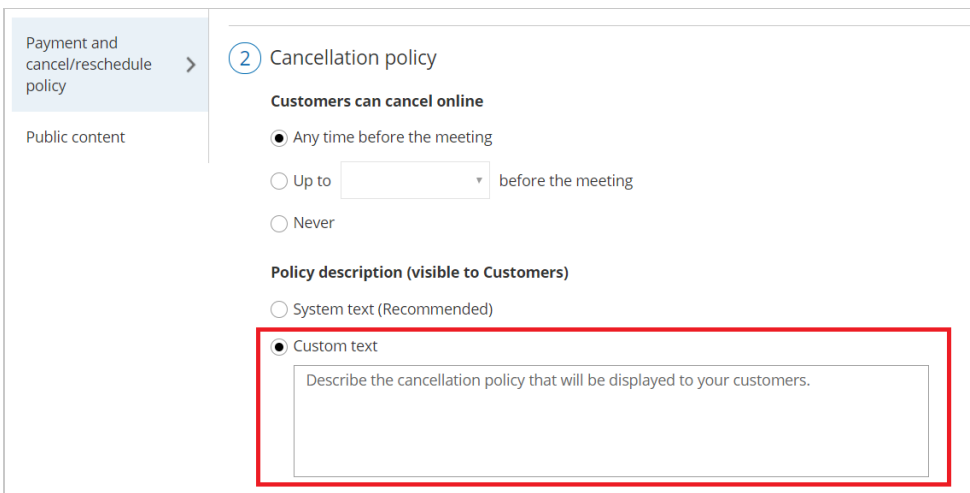 Payment and
cancel/reschedule
policy
Public content
2 Cancellation policy
Customers can cancel online
Any time before the meeting
Up to before the meeting
Never
Policy description (visible to Customers)
System text (Recommended)
Custom text
Describe the cancellation policy that will be displayed to your customers.